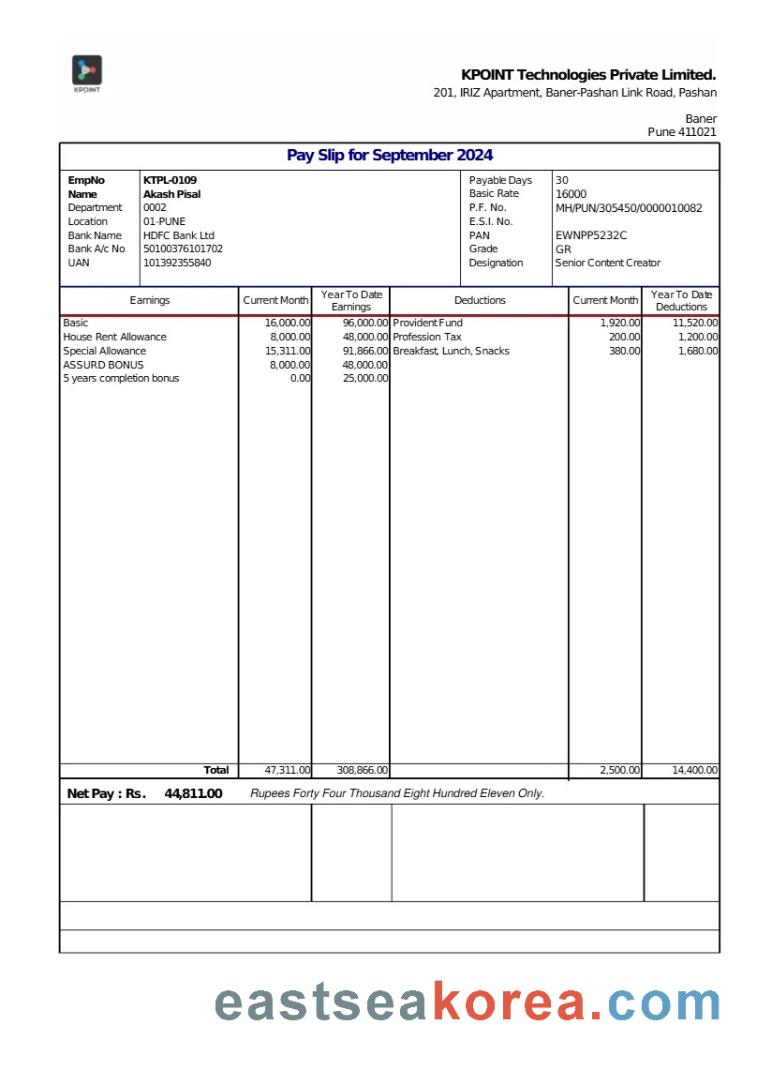 KPOINT
KPOINT Technologies Private Limited.
201, IRIZ Apartment, Baner-Pashan Link Road, Pashan
Baner
Pune 411021
Pay Slip for September 2024
EmpNo KTPL-0109 Payable Days 30
Name Akash Pisal Basic Rate 16000
Department 0002 P.F. No. MH/PUN/305450/0000010082
Location 01-PUNE E.S.I. No.
Bank Name HDFC Bank Ltd PAN EWNPP5232C
Bank A/c No 50100376101702 Grade GR
UAN 101392355840 Designation Senior Content Creator
Earnings Current Month Year To Date Earnings Deductions Current Month Year To Date Deductions
Basic 16,000.00 96,000.00 Provident Fund 1,920.00 11,520.00
House Rent Allowance 8,000.00 48,000.00 Profession Tax 200.00 1,200.00
Special Allowance 15,311.00 91,866.00 Breakfast, Lunch, Snacks 380.00 1,680.00
ASSURD BONUS 8,000.00 48,000.00
5 years completion bonus 0.00 25,000.00
Total 47,311.00 308,866.00 2,500.00 14,400.00
Net Pay : Rs. 44,811.00 Rupees Forty Four Thousand Eight Hundred Eleven Only.
eastseakorea.com